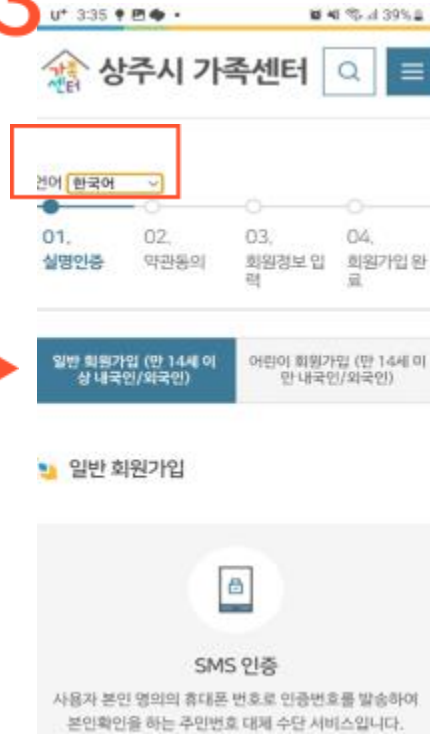 U+ 3:35
39%
가족
센터
상주시 가족센터
언어 한국어
01. 02. 03. 04.
실명인증 약관동의 회원정보 입력 회원가입 완료
일반 회원가입 (만 14세 이상 내국인/외국인)
어린이 회원가입 (만 14세 미만 내국인/외국인)
일반 회원가입
SMS 인증
사용자 본인 명의의 휴대폰 번호로 인증번호를 발송하여
본인확인을 하는 주민번호 대체 수단 서비스입니다.